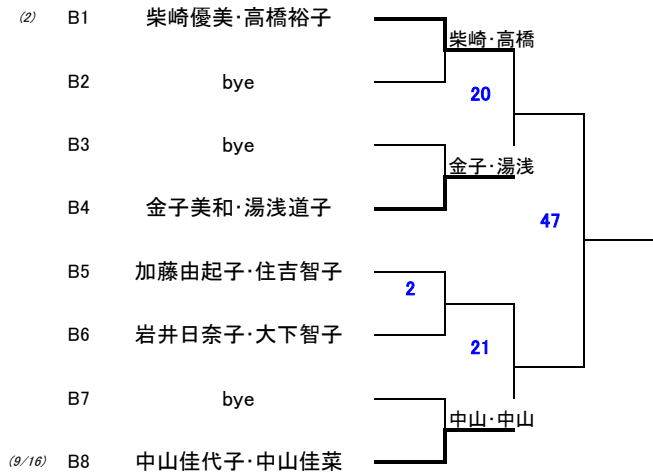 (2) B1 柴崎優美・高橋裕子
柴崎・高橋
B2 bye
20
B3 bye
金子・湯浅
B4 金子美和・湯浅道子
47
B5 加藤由起子・住吉智子
2
B6 岩井日奈子・大下智子
21
B7 bye
中山・中山
(9/16) B8 中山佳代子・中山佳菜